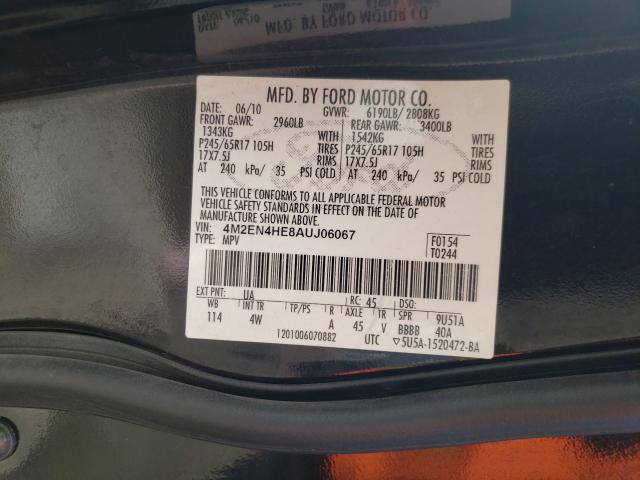 MFD. BY FORD MOTOR CO.
DATE: 06/10 GVWR: 6190LB/ 2808KG
FRONT GAWR: 2960LB REAR GAWR: 3400LB
1343KG 1542KG
P245/65R17 105H TIRES P245/65R17 105H TIRES
17X7.5J RIMS 17X7.5J RIMS
AT 240 kPa/ 35 PSI COLD AT 240 kPa/ 35 PSI COLD
THIS VEHICLE CONFORMS TO ALL APPLICABLE FEDERAL MOTOR
VEHICLE SAFETY STANDARDS IN EFFECT ON THE DATE OF
MANUFACTURE SHOWN ABOVE.
VIN: 4M2EN4HE8AUJ06067
TYPE: MPV
F0154
T0244
EXT PNT: UA RC: 45 DSO:
WB INT TR TP/PS R AXLE TR SPR 9U51A
114 4W A 45 V BBBB 40A
1201006070882 UTC ▽5U5A-1520472-BA